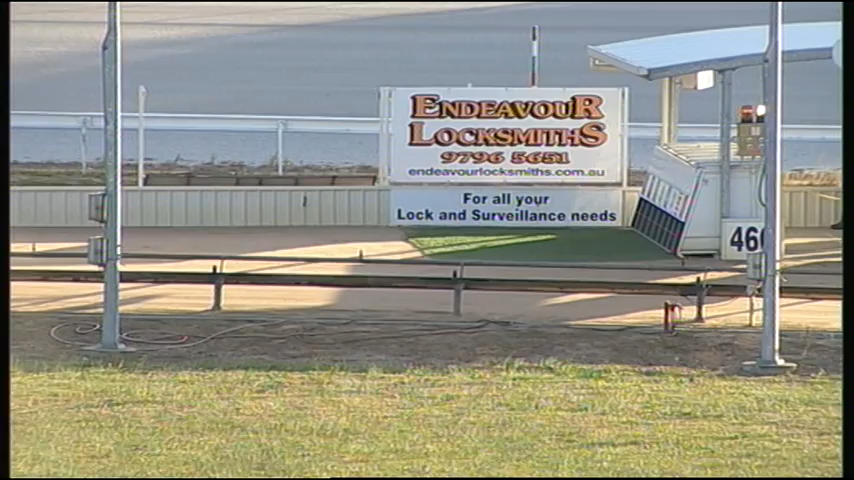 ENDEAVOUR
LOCKSMITHS
9796 5651
endeavourlocksmiths.com.au
For all your
Lock and Surveillance needs
460